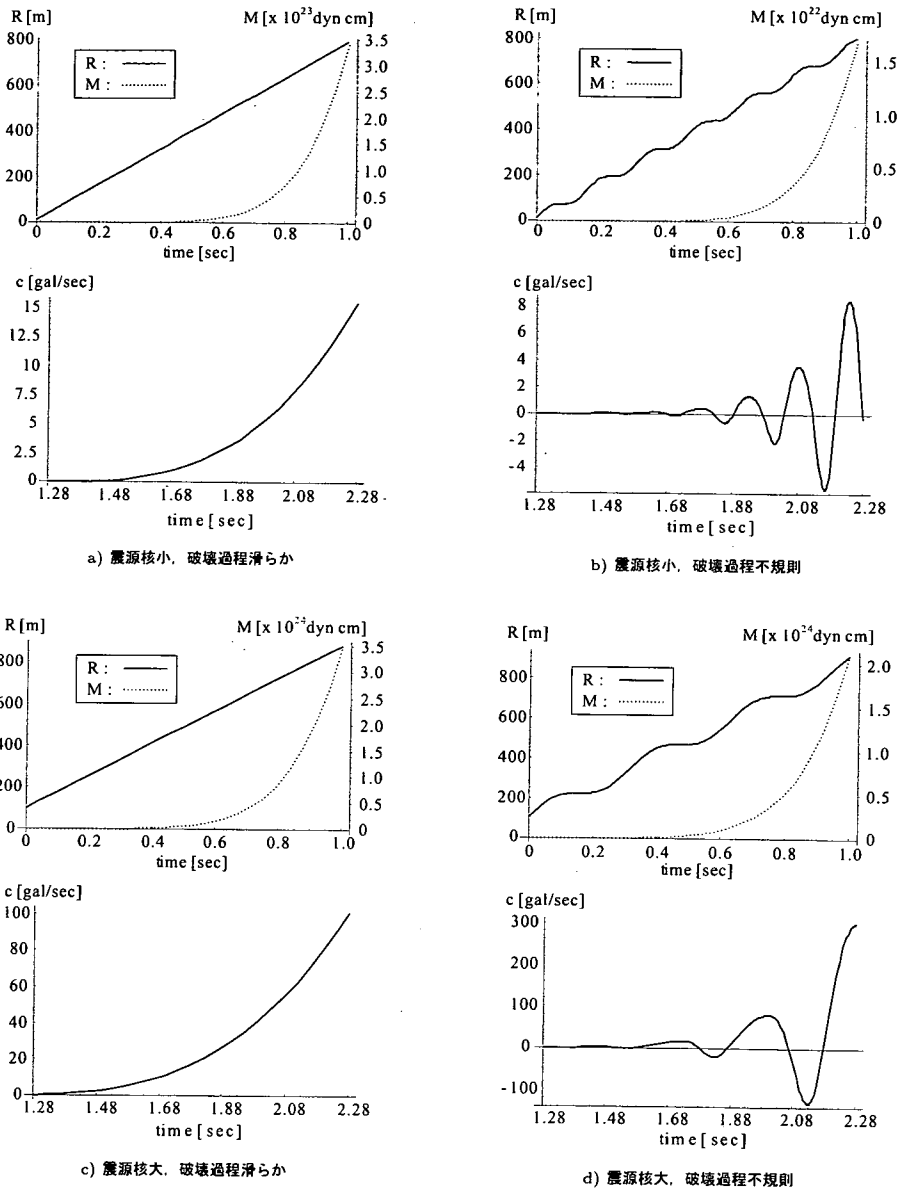 R [m]
M [x 10²³dyn cm]
800
600
400
200
0
R :
M :
3.5
3.0
2.5
2.0
1.5
1.0
0.5
0
0 0.2 0.4 0.6 0.8 1.0
time [sec]
c [gal/sec]
15
12.5
10
7.5
5
2.5
0
1.28 1.48 1.68 1.88 2.08 2.28
time [sec]
a) 震源核小，破壊過程滑らか
R [m]
M [x 10²²dyn cm]
800
600
400
200
0
R :
M :
1.5
1.0
0.5
0
0 0.2 0.4 0.6 0.8 1.0
time [sec]
c [gal/sec]
8
6
4
2
0
-2
-4
1.28 1.48 1.68 1.88 2.08 2.28
time [sec]
b) 震源核小，破壊過程不規則
R [m]
M [x 10²⁴dyn cm]
800
600
400
200
0
R :
M :
3.5
3.0
2.5
2.0
1.5
1.0
0.5
0
0 0.2 0.4 0.6 0.8 1.0
time [sec]
c [gal/sec]
100
80
60
40
20
0
1.28 1.48 1.68 1.88 2.08 2.28
time [sec]
c) 震源核大，破壊過程滑らか
R [m]
M [x 10²⁴dyn cm]
800
600
400
200
0
R :
M :
2.0
1.5
1.0
0.5
0
0 0.2 0.4 0.6 0.8 1.0
time [sec]
c [gal/sec]
300
200
100
0
-100
1.28 1.48 1.68 1.88 2.08 2.28
time [sec]
d) 震源核大，破壊過程不規則